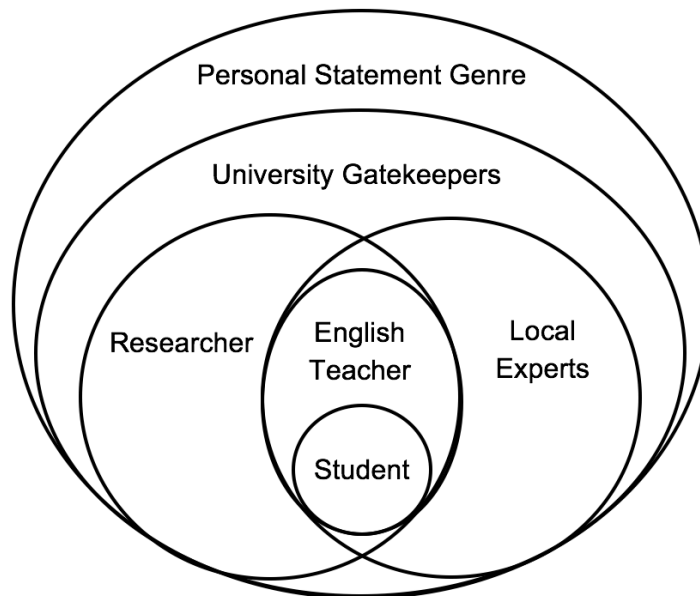 Personal Statement Genre
University Gatekeepers
Researcher
English
Teacher
Local
Experts
Student